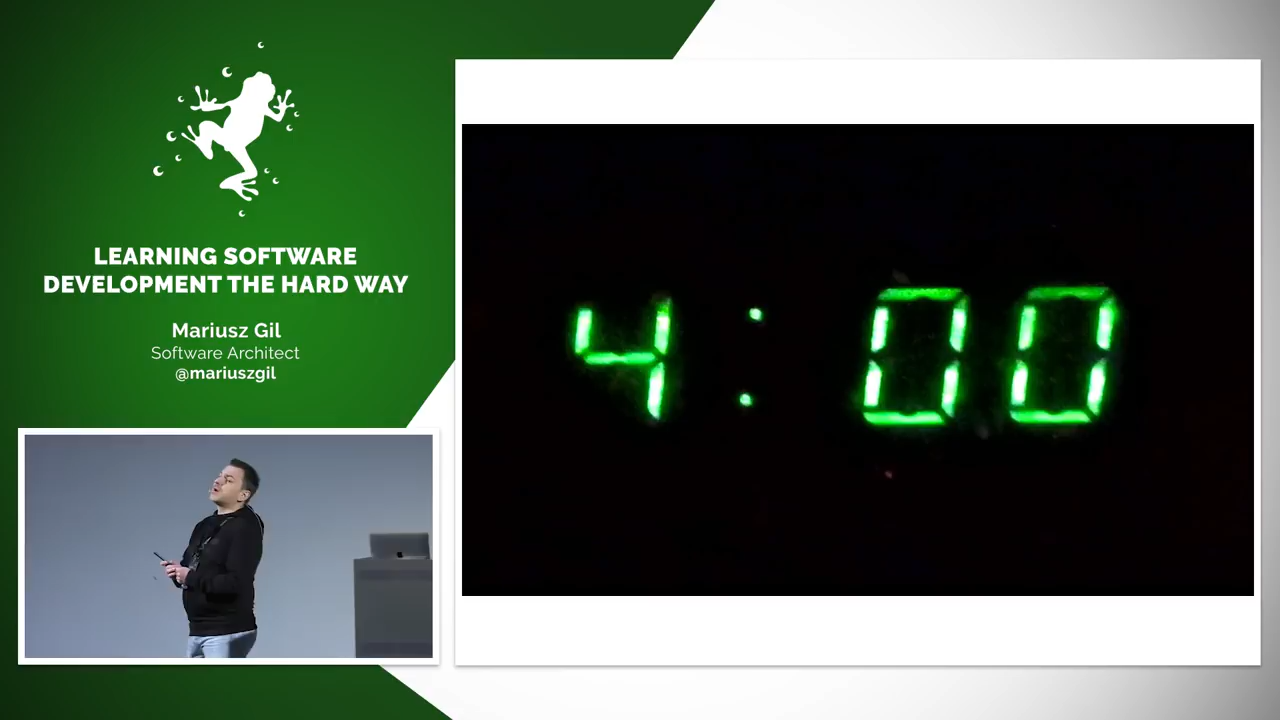 LEARNING SOFTWARE
DEVELOPMENT THE HARD WAY
Mariusz Gil
Software Architect
@mariuszgil
4:00